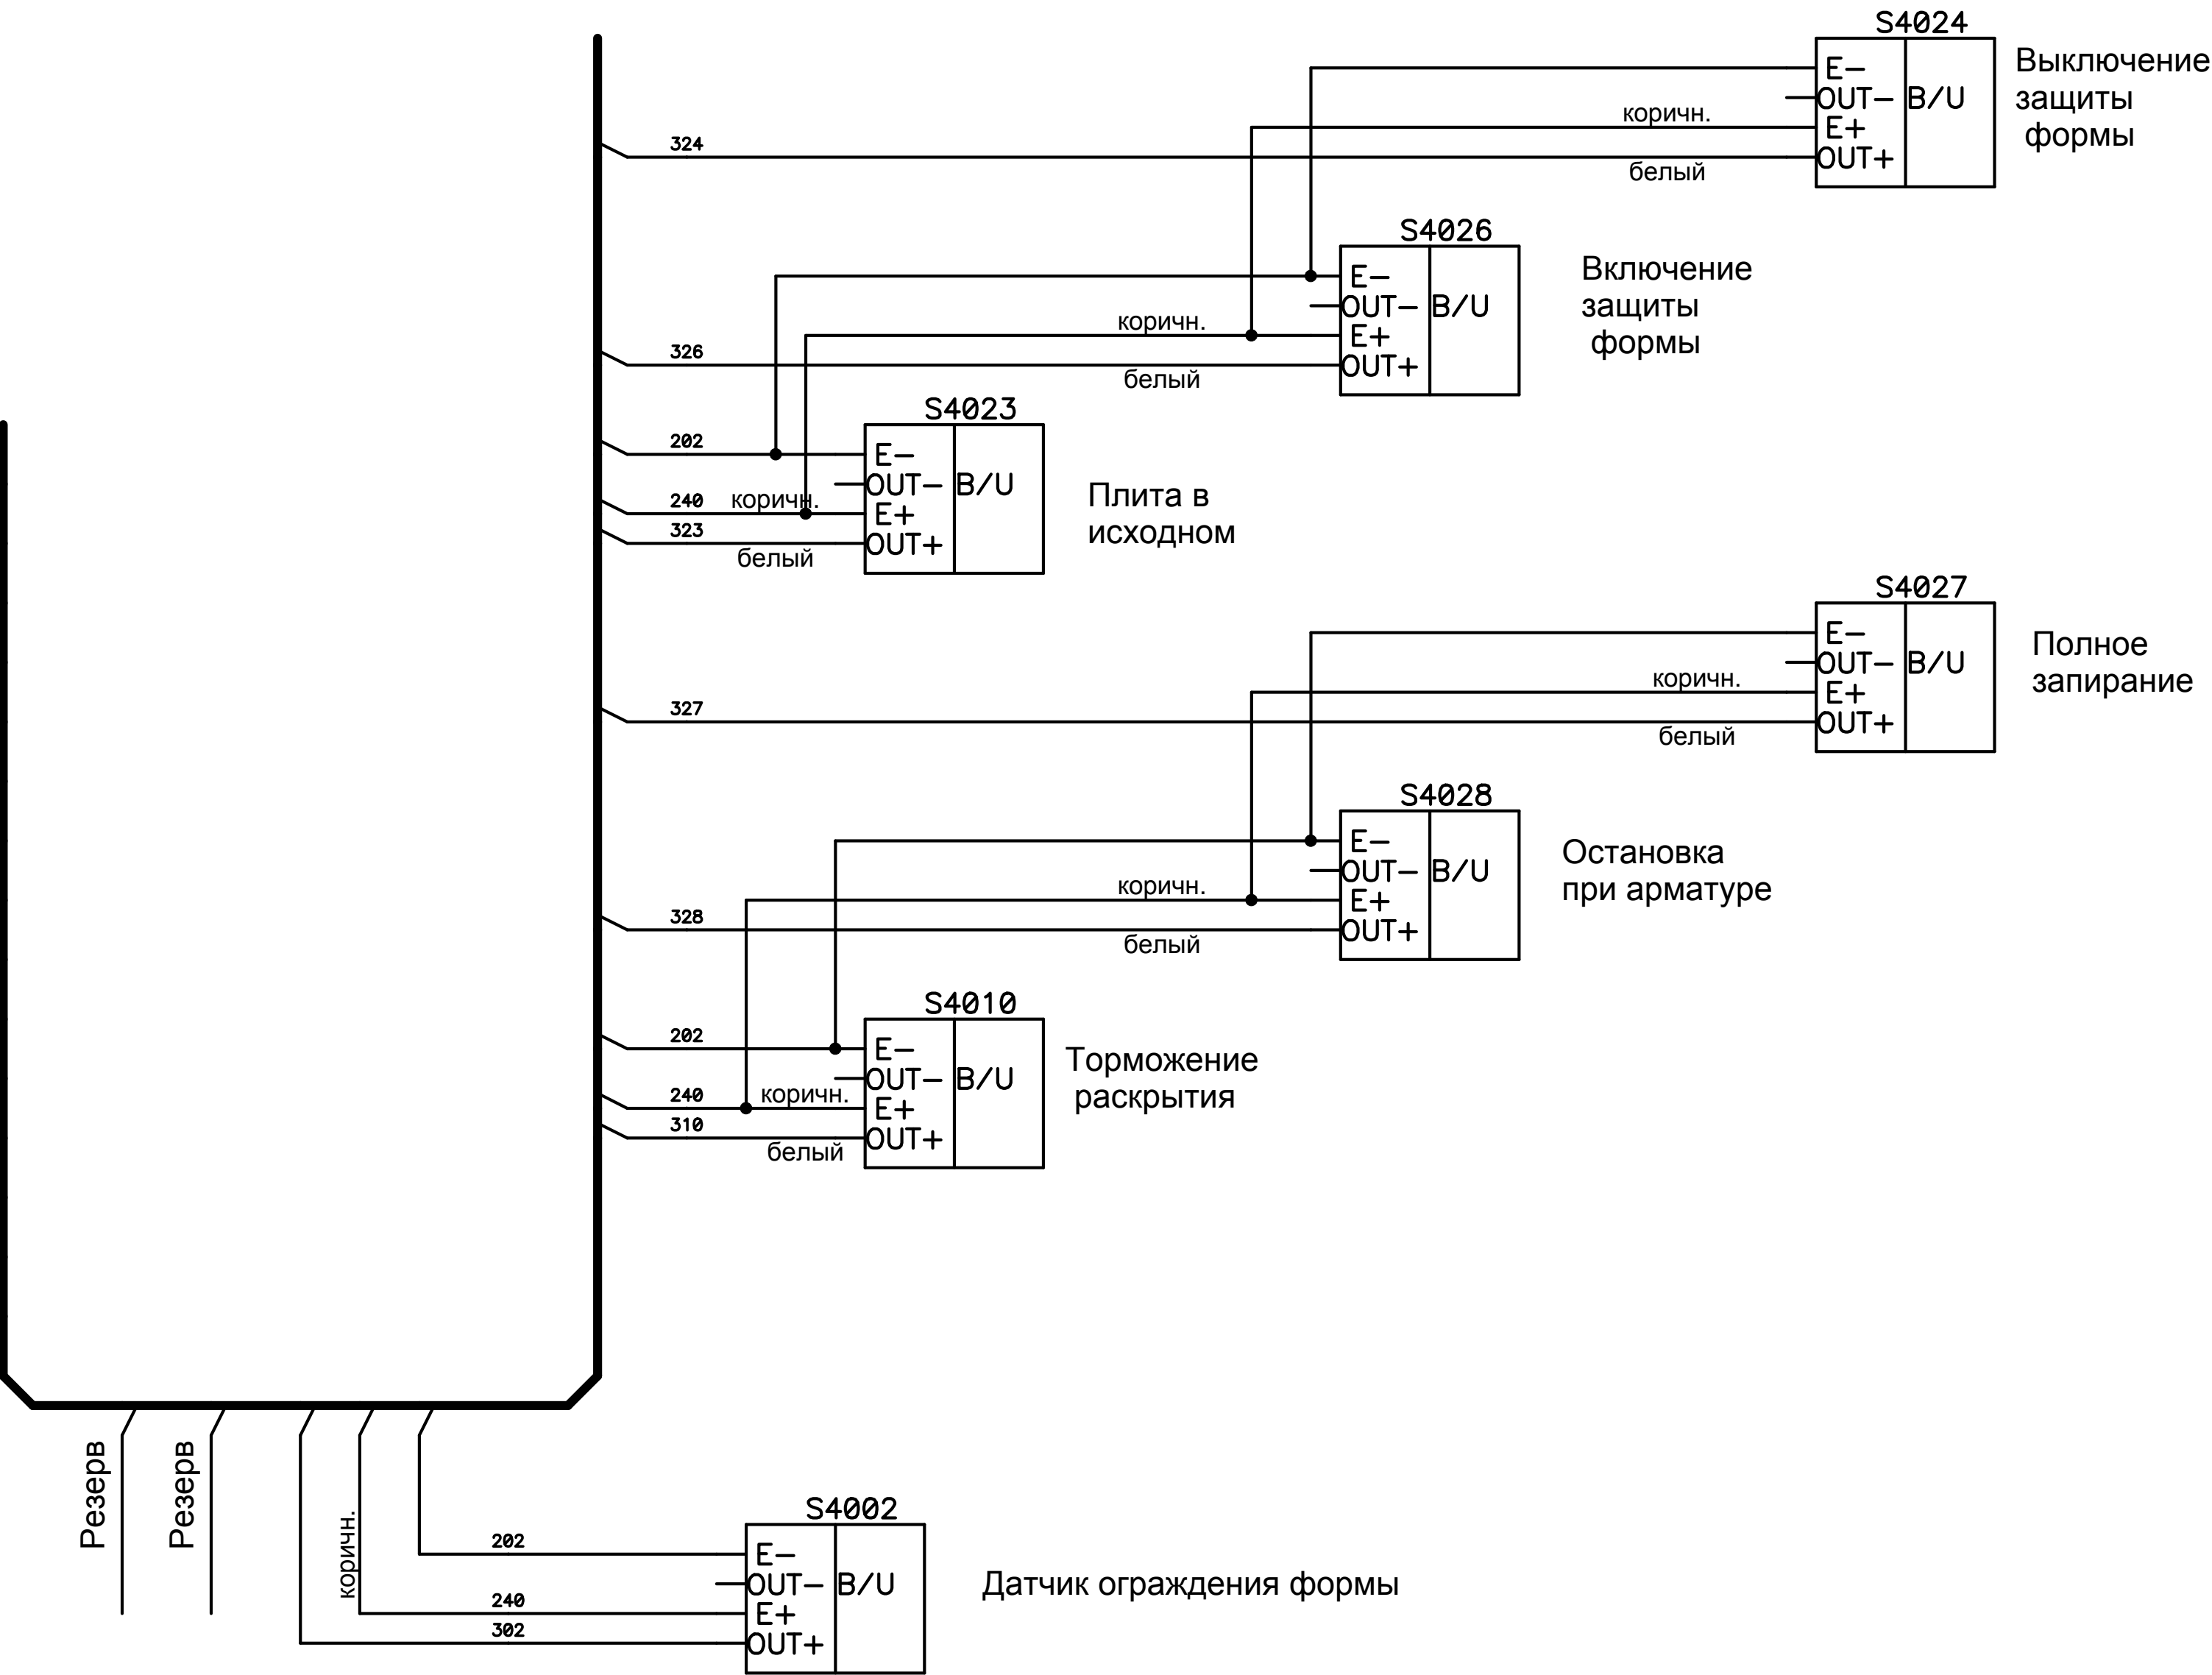 S4024
E-
OUT- B/U
E+
OUT+
Выключение
защиты
формы
коричн.
324
белый
S4026
E-
OUT- B/U
E+
OUT+
Включение
защиты
формы
коричн.
326
белый
S4023
E-
OUT- B/U
E+
OUT+
Плита в
исходном
202
240 коричн.
323
белый
S4027
E-
OUT- B/U
E+
OUT+
Полное
запирание
коричн.
327
белый
S4028
E-
OUT- B/U
E+
OUT+
Остановка
при арматуре
коричн.
328
белый
S4010
E-
OUT- B/U
E+
OUT+
Торможение
раскрытия
202
240 коричн.
310
белый
Резерв
Резерв
коричн.
S4002
E-
OUT- B/U
E+
OUT+
202
240
302
Датчик ограждения формы